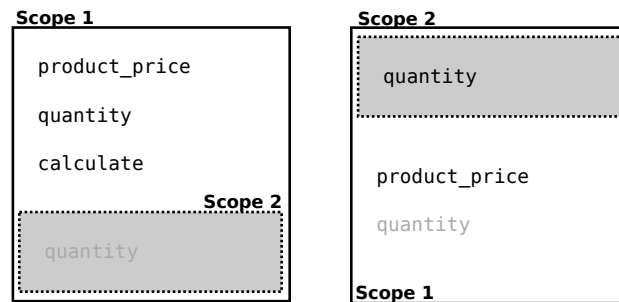 Scope 1
product_price
quantity
calculate
Scope 2
quantity
Scope 2
quantity
product_price
quantity
Scope 1